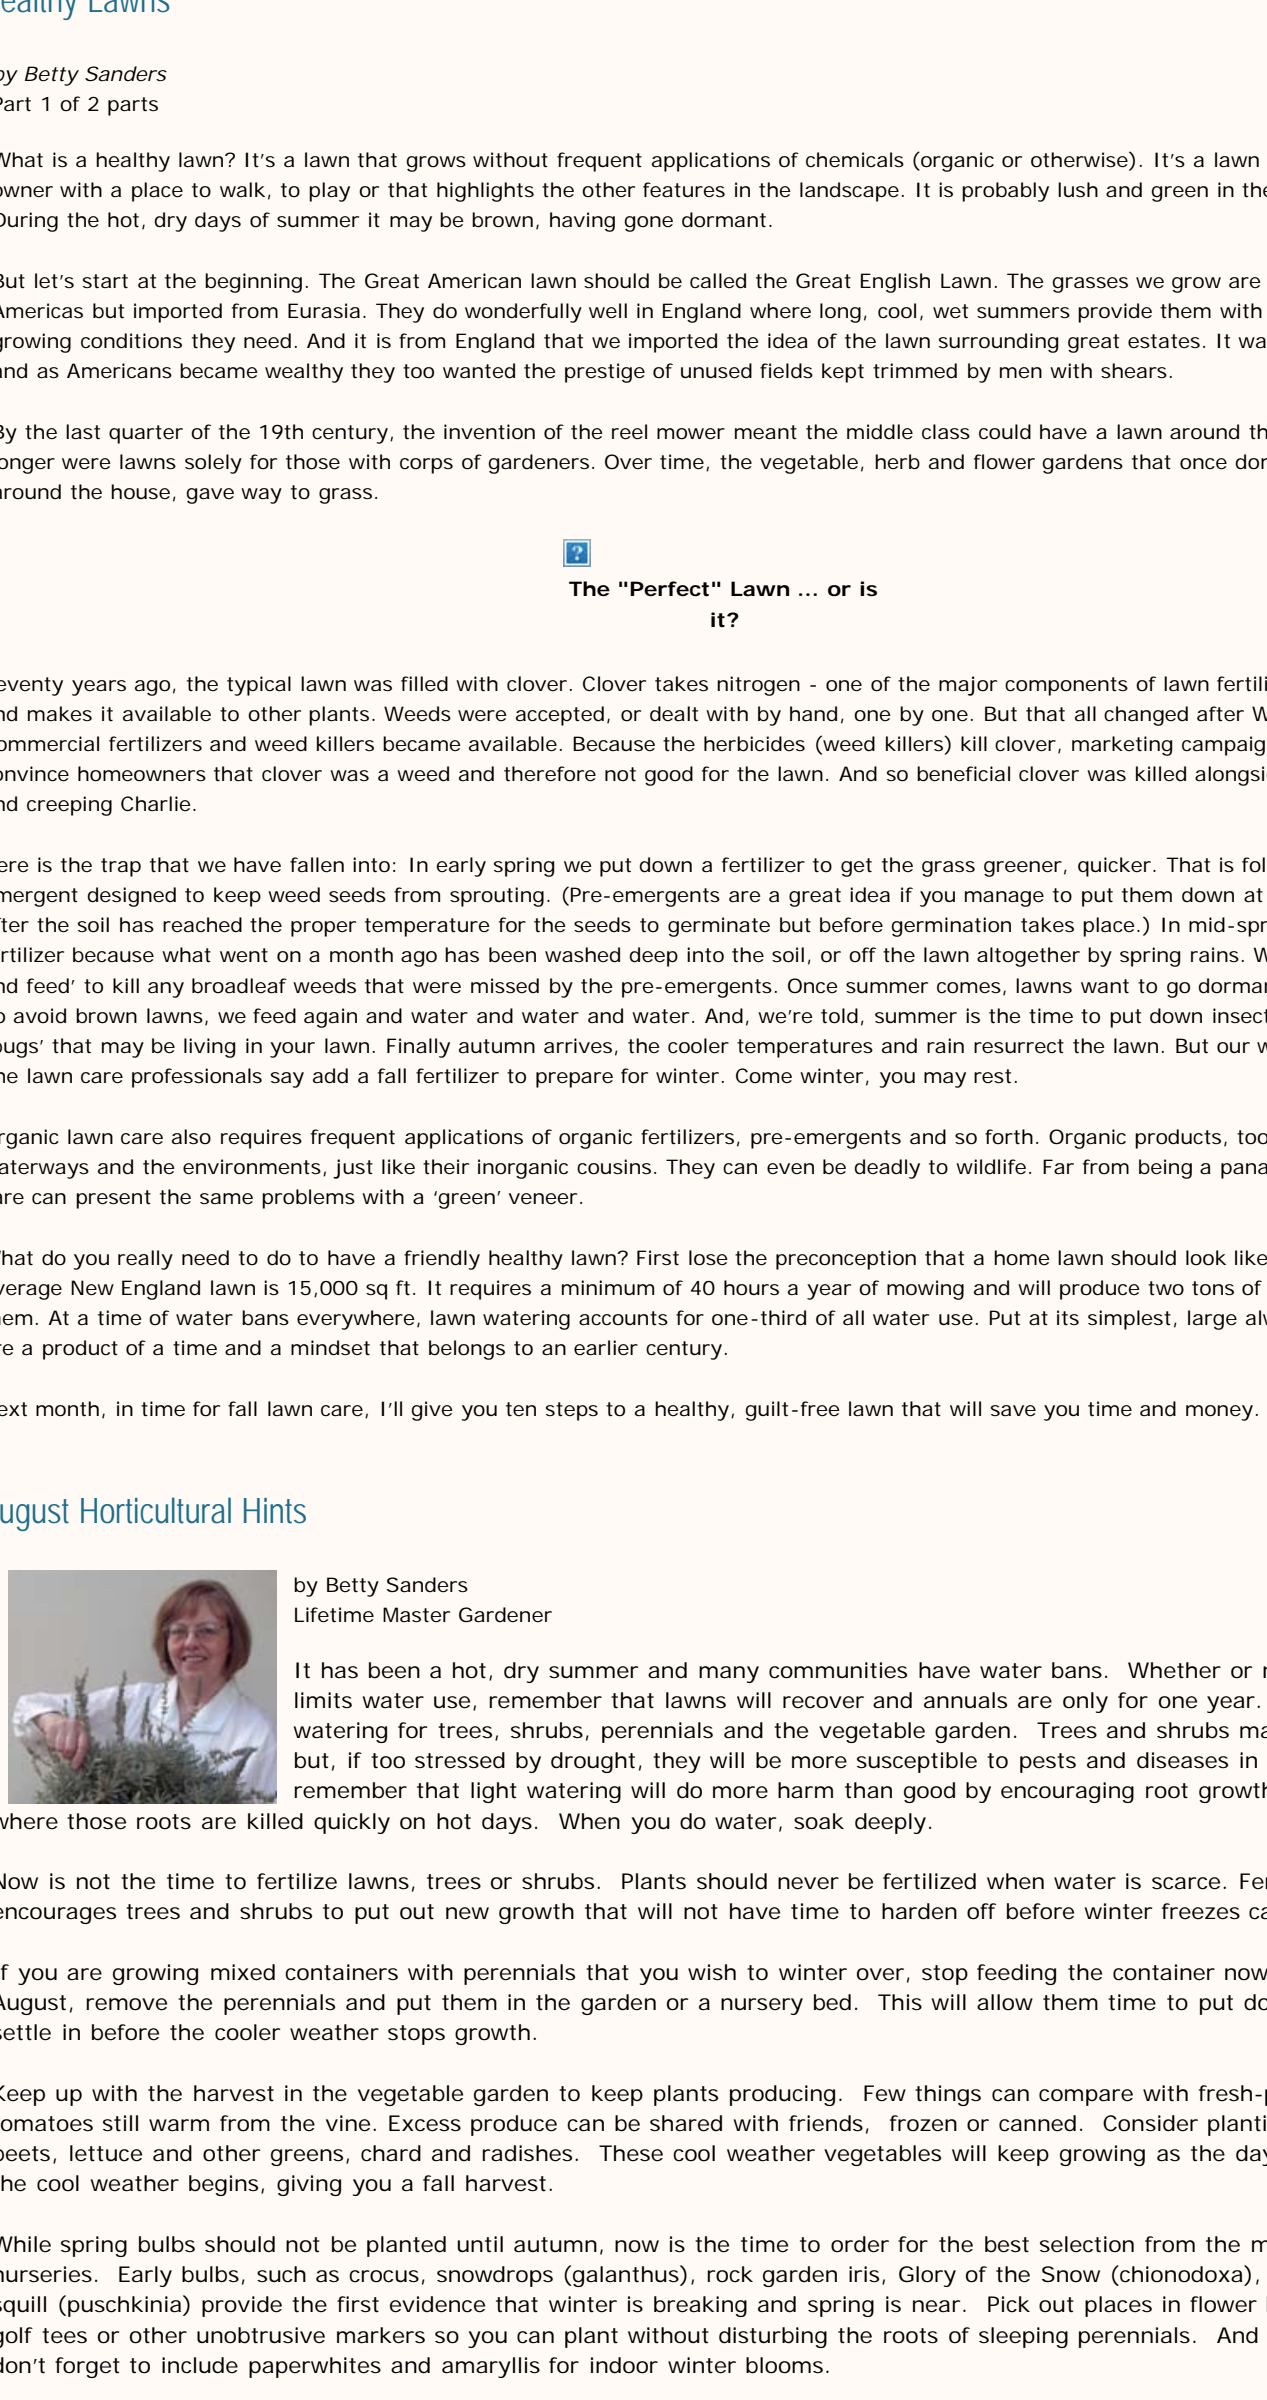 ealthy Lawns
by Betty Sanders
Part 1 of 2 parts
What is a healthy lawn? It's a lawn that grows without frequent applications of chemicals (organic or otherwise). It's a lawn
owner with a place to walk, to play or that highlights the other features in the landscape. It is probably lush and green in the
During the hot, dry days of summer it may be brown, having gone dormant.
But let's start at the beginning. The Great American lawn should be called the Great English Lawn. The grasses we grow are
Americas but imported from Eurasia. They do wonderfully well in England where long, cool, wet summers provide them with
growing conditions they need. And it is from England that we imported the idea of the lawn surrounding great estates. It wa
and as Americans became wealthy they too wanted the prestige of unused fields kept trimmed by men with shears.
By the last quarter of the 19th century, the invention of the reel mower meant the middle class could have a lawn around th
longer were lawns solely for those with corps of gardeners. Over time, the vegetable, herb and flower gardens that once dor
around the house, gave way to grass.
The "Perfect" Lawn ... or is
it?
eventy years ago, the typical lawn was filled with clover. Clover takes nitrogen - one of the major components of lawn fertili
nd makes it available to other plants. Weeds were accepted, or dealt with by hand, one by one. But that all changed after W
ommercial fertilizers and weed killers became available. Because the herbicides (weed killers) kill clover, marketing campaig
onvince homeowners that clover was a weed and therefore not good for the lawn. And so beneficial clover was killed alongsi
nd creeping Charlie.
ere is the trap that we have fallen into: In early spring we put down a fertilizer to get the grass greener, quicker. That is fol
mergent designed to keep weed seeds from sprouting. (Pre-emergents are a great idea if you manage to put them down at
fter the soil has reached the proper temperature for the seeds to germinate but before germination takes place.) In mid-spr
rtilizer because what went on a month ago has been washed deep into the soil, or off the lawn altogether by spring rains. W
nd feed' to kill any broadleaf weeds that were missed by the pre-emergents. Once summer comes, lawns want to go dormar
o avoid brown lawns, we feed again and water and water and water. And, we're told, summer is the time to put down insect
bugs' that may be living in your lawn. Finally autumn arrives, the cooler temperatures and rain resurrect the lawn. But our w
he lawn care professionals say add a fall fertilizer to prepare for winter. Come winter, you may rest.
rganic lawn care also requires frequent applications of organic fertilizers, pre-emergents and so forth. Organic products, too
aterways and the environments, just like their inorganic cousins. They can even be deadly to wildlife. Far from being a pana
are can present the same problems with a 'green' veneer.
hat do you really need to do to have a friendly healthy lawn? First lose the preconception that a home lawn should look like
verage New England lawn is 15,000 sq ft. It requires a minimum of 40 hours a year of mowing and will produce two tons of
hem. At a time of water bans everywhere, lawn watering accounts for one-third of all water use. Put at its simplest, large alw
re a product of a time and a mindset that belongs to an earlier century.
ext month, in time for fall lawn care, I'll give you ten steps to a healthy, guilt-free lawn that will save you time and money.
ugust Horticultural Hints
by Betty Sanders
Lifetime Master Gardener
It has been a hot, dry summer and many communities have water bans. Whether or n
limits water use, remember that lawns will recover and annuals are only for one year.
watering for trees, shrubs, perennials and the vegetable garden. Trees and shrubs ma
but, if too stressed by drought, they will be more susceptible to pests and diseases in
remember that light watering will do more harm than good by encouraging root growth
where those roots are killed quickly on hot days. When you do water, soak deeply.
Now is not the time to fertilize lawns, trees or shrubs. Plants should never be fertilized when water is scarce. Fer
encourages trees and shrubs to put out new growth that will not have time to harden off before winter freezes ca
If you are growing mixed containers with perennials that you wish to winter over, stop feeding the container now
August, remove the perennials and put them in the garden or a nursery bed. This will allow them time to put do
settle in before the cooler weather stops growth.
Keep up with the harvest in the vegetable garden to keep plants producing. Few things can compare with fresh-p
tomatoes still warm from the vine. Excess produce can be shared with friends, frozen or canned. Consider planti
beets, lettuce and other greens, chard and radishes. These cool weather vegetables will keep growing as the day
the cool weather begins, giving you a fall harvest.
While spring bulbs should not be planted until autumn, now is the time to order for the best selection from the m
nurseries. Early bulbs, such as crocus, snowdrops (galanthus), rock garden iris, Glory of the Snow (chionodoxa),
squill (puschkinia) provide the first evidence that winter is breaking and spring is near. Pick out places in flower
golf tees or other unobtrusive markers so you can plant without disturbing the roots of sleeping perennials. And
don't forget to include paperwhites and amaryllis for indoor winter blooms.